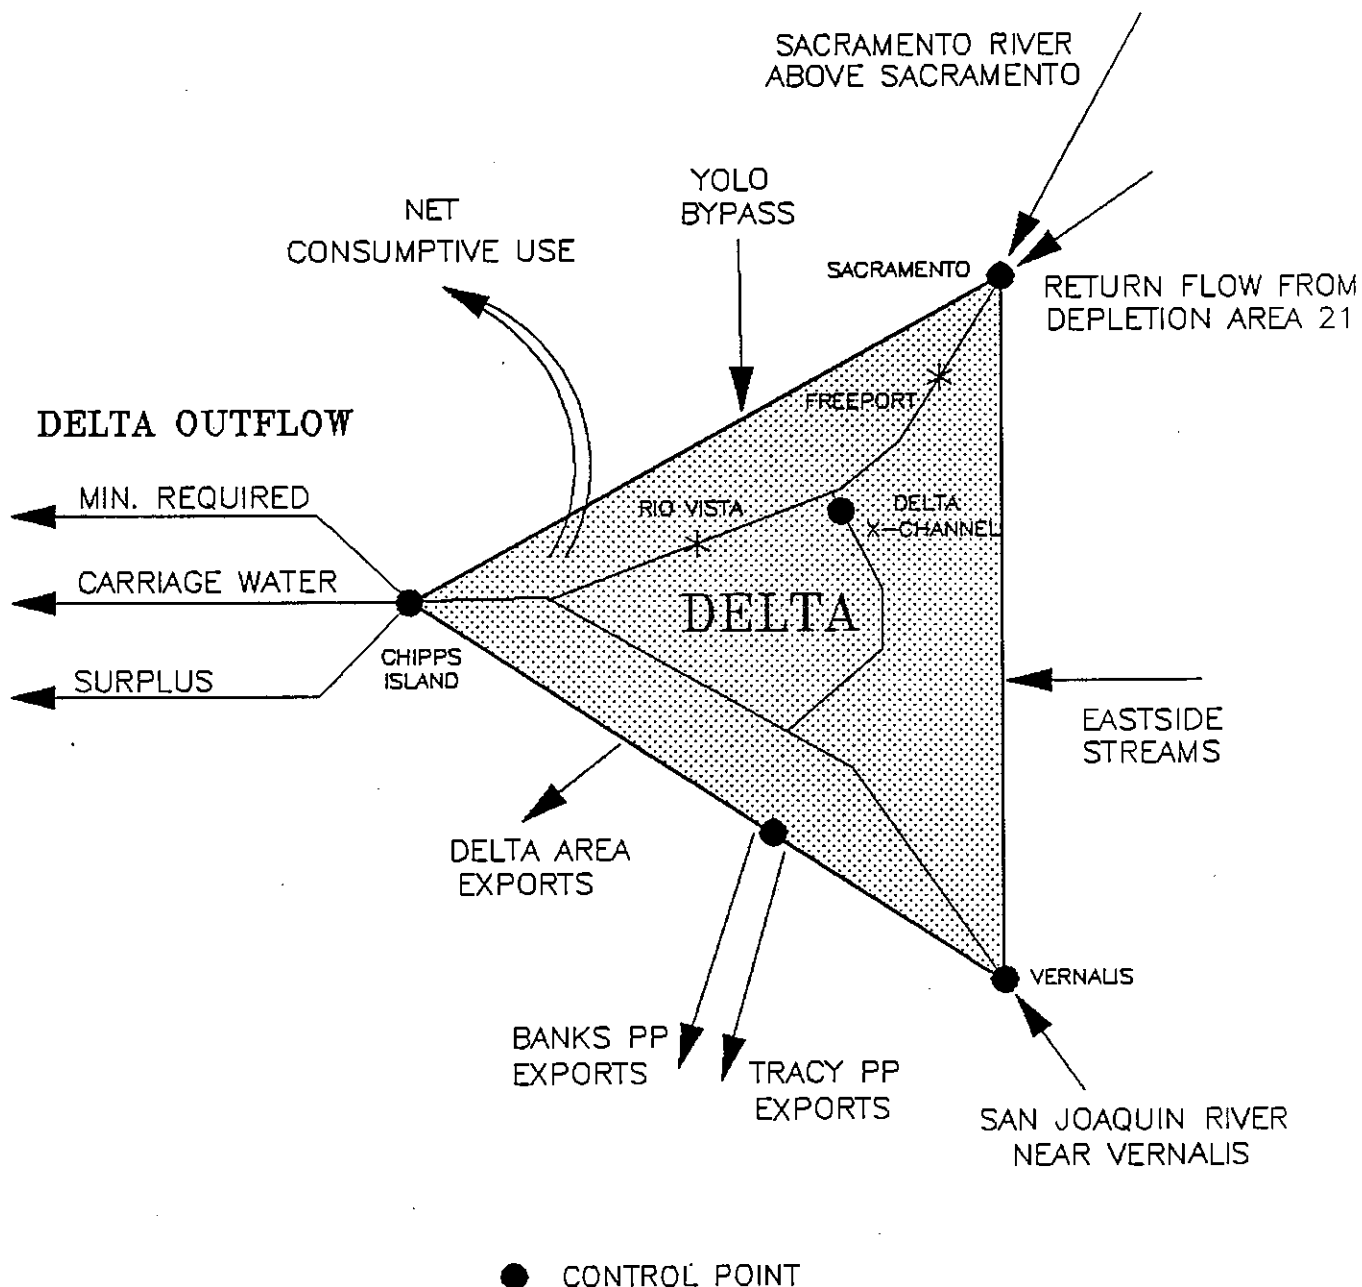 SACRAMENTO RIVER
ABOVE SACRAMENTO
YOLO
BYPASS
NET
CONSUMPTIVE USE
SACRAMENTO
RETURN FLOW FROM
DEPLETION AREA 21
FREEPORT
DELTA OUTFLOW
MIN. REQUIRED
RIO VISTA
DELTA
X-CHANNEL
CARRIAGE WATER
DELTA
CHIPPS
ISLAND
SURPLUS
EASTSIDE
STREAMS
DELTA AREA
EXPORTS
VERNALIS
BANKS PP
EXPORTS
TRACY PP
EXPORTS
SAN JOAQUIN RIVER
NEAR VERNALIS
CONTROL POINT